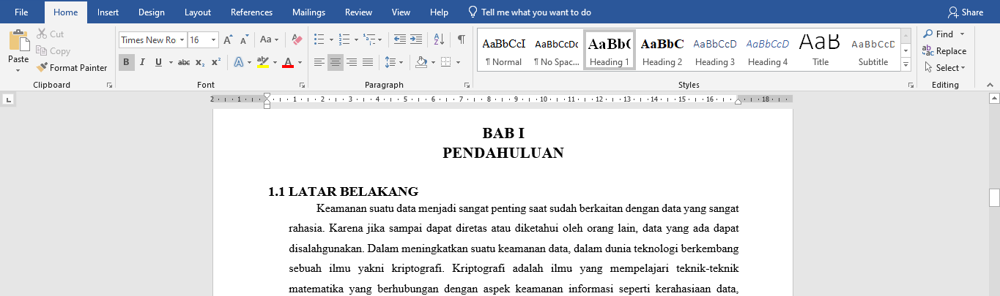 File Home Insert Design Layout References Mailings Review View Help Tell me what you want to do Share
Paste
Cut
Copy
Format Painter
Clipboard
Times New Ro 16 Aa
B I U abc x₂ x² A ab A
Font
Paragraph
AaBbCcI AaBbCcDc AaBb( AaBbC AaBbCcD AaBbCcD AaB AaBbCcD
¶ Normal ¶ No Spac... Heading 1 Heading 2 Heading 3 Heading 4 Title Subtitle
Styles
Find
Replace
Select
Editing
2 1 1 2 3 4 5 6 7 8 9 10 11 12 13 14 15 16 18
BAB I
PENDAHULUAN
1.1 LATAR BELAKANG
Keamanan suatu data menjadi sangat penting saat sudah berkaitan dengan data yang sangat
rahasia. Karena jika sampai dapat diretas atau diketahui oleh orang lain, data yang ada dapat
disalahgunakan. Dalam meningkatkan suatu keamanan data, dalam dunia teknologi berkembang
sebuah ilmu yakni kriptografi. Kriptografi adalah ilmu yang mempelajari teknik-teknik
matematika yang berhubungan dengan aspek keamanan informasi seperti kerahasiaan data,